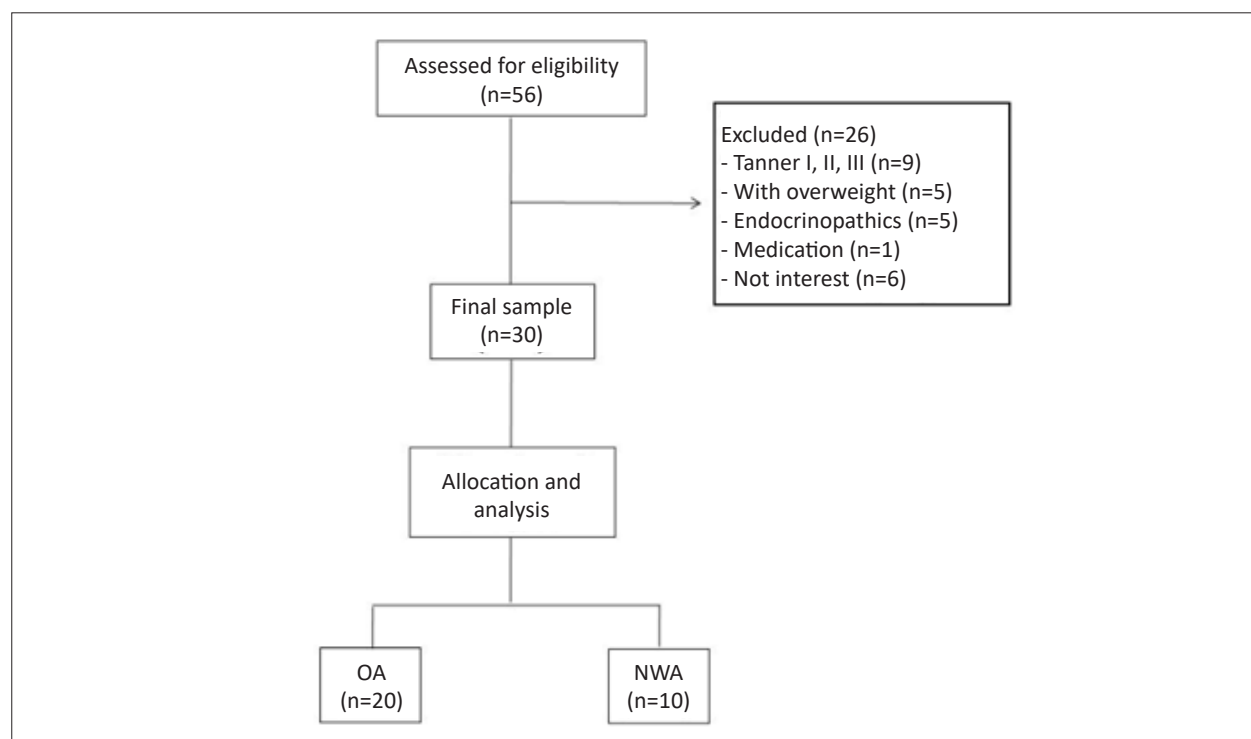 Assessed for eligibility
(n=56)
Excluded (n=26)
- Tanner I, II, III (n=9)
- With overweight (n=5)
- Endocrinopathics (n=5)
- Medication (n=1)
- Not interest (n=6)
Final sample
(n=30)
Allocation and
analysis
OA
(n=20)
NWA
(n=10)